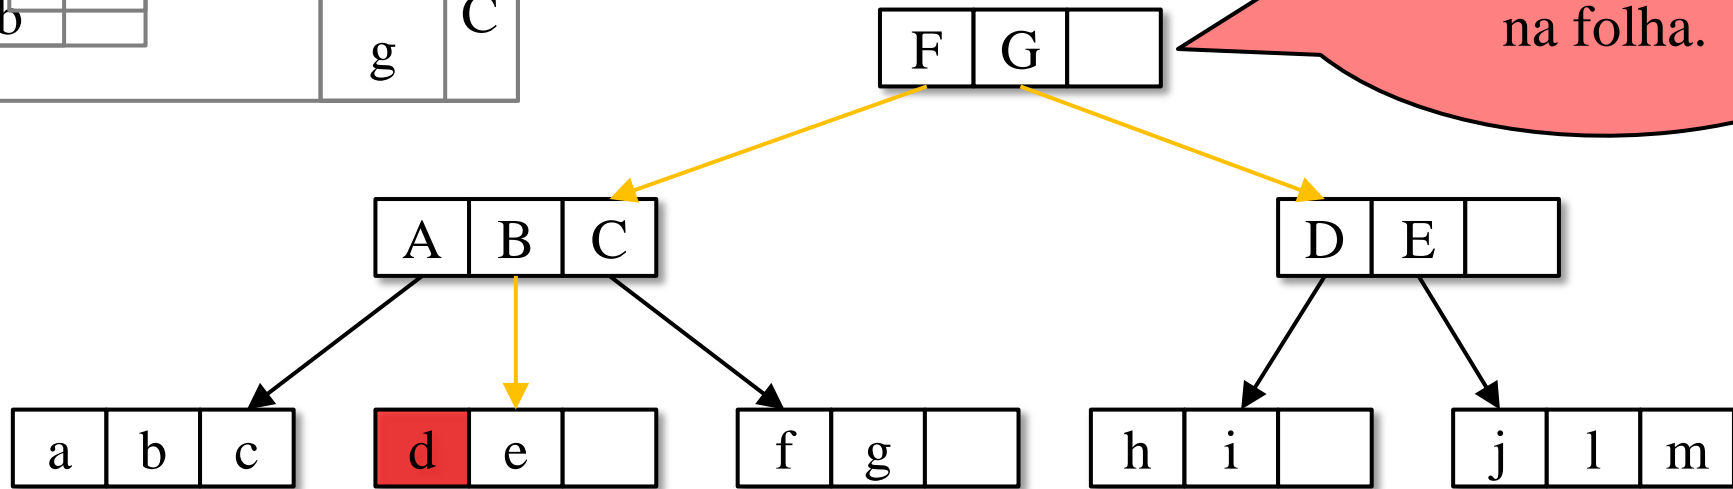 b
g
C
na folha.
F G
A B C
D E
a b c
d e
f g
h i
j l m